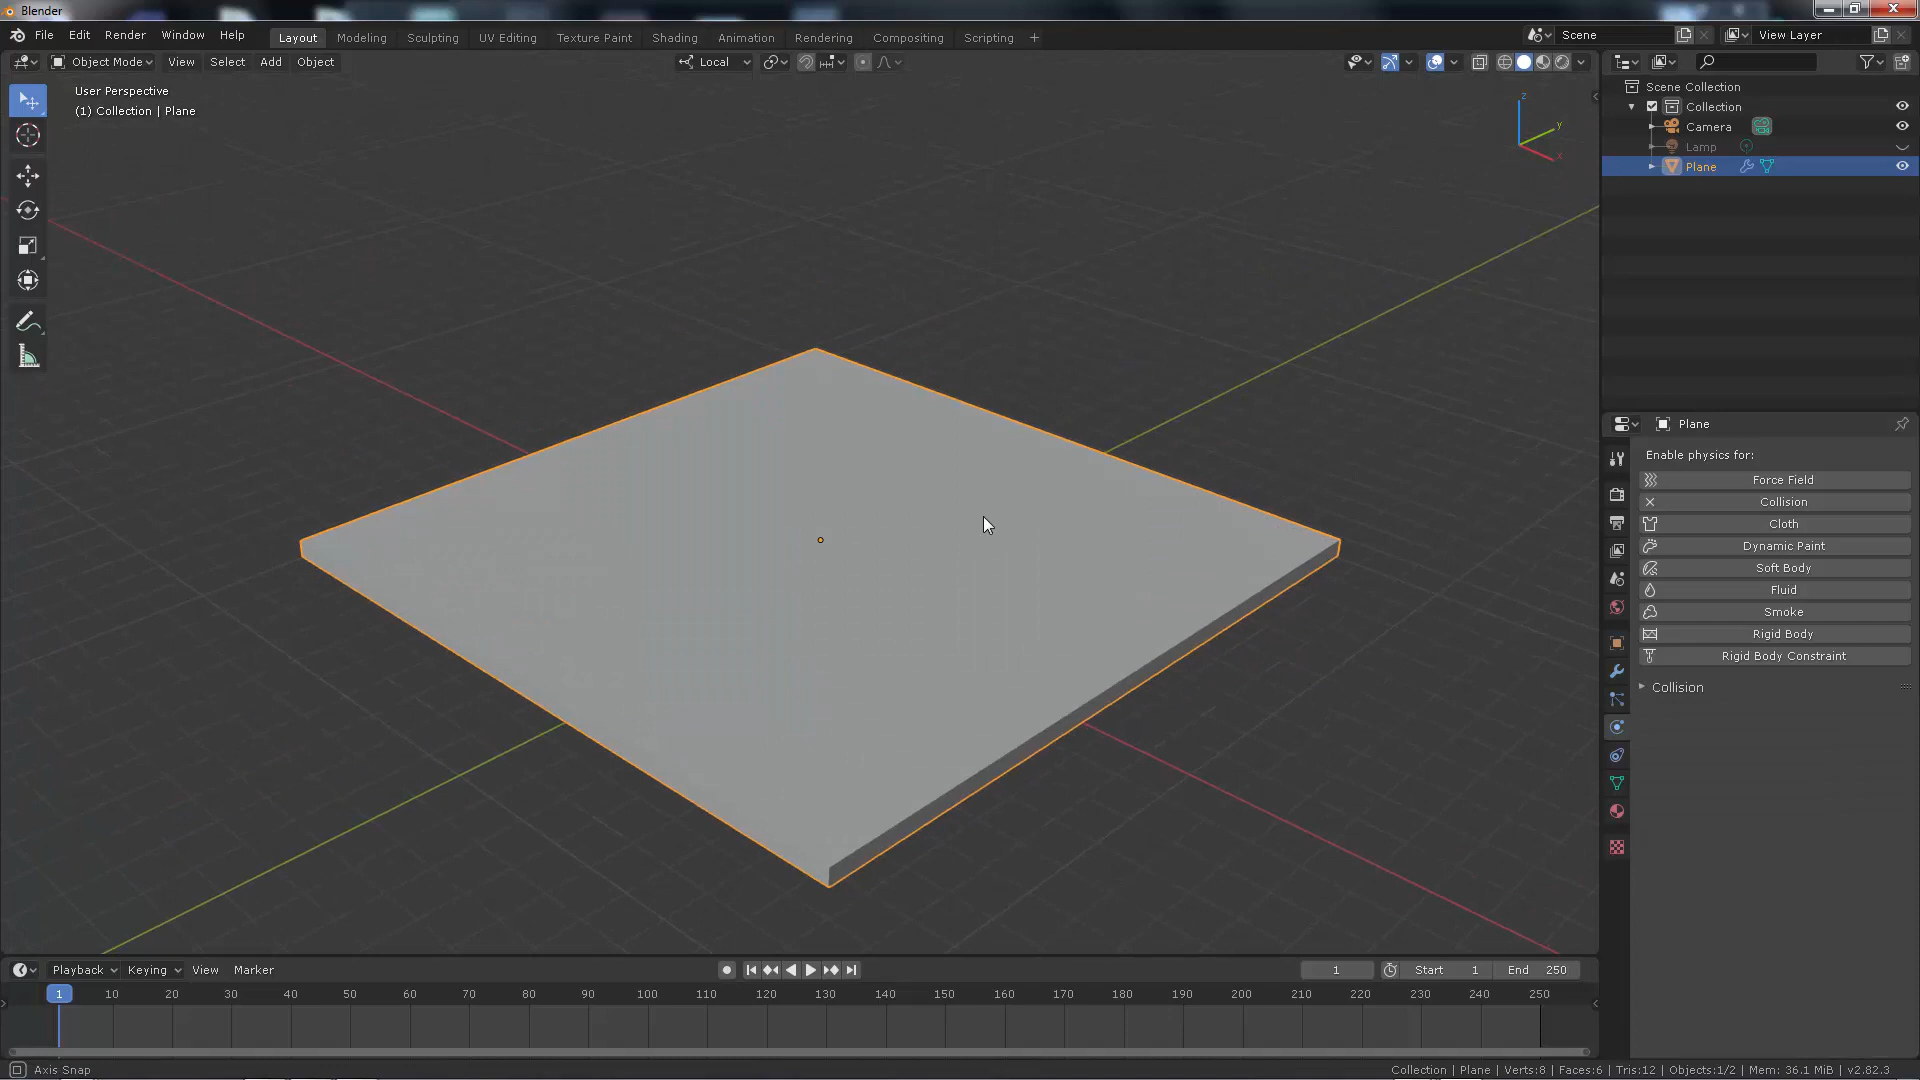 Blender
File Edit Render Window Help Layout Modeling Sculpting UV Editing Texture Paint Shading Animation Rendering Compositing Scripting + Scene View Layer
Object Mode View Select Add Object Local
User Perspective
(1) Collection | Plane
z
y
x
Scene Collection
Collection
Camera
Lamp
Plane
Plane
Enable physics for:
Force Field
Collision
Cloth
Dynamic Paint
Soft Body
Fluid
Smoke
Rigid Body
Rigid Body Constraint
Collision
Playback Keying View Marker 1 Start 1 End 250
1 10 20 30 40 50 60 70 80 90 100 110 120 130 140 150 160 170 180 190 200 210 220 230 240 250
Axis Snap Collection | Plane | Verts:8 | Faces:6 | Tris:12 | Objects:1/2 | Mem: 36.1 MiB | v2.82.3